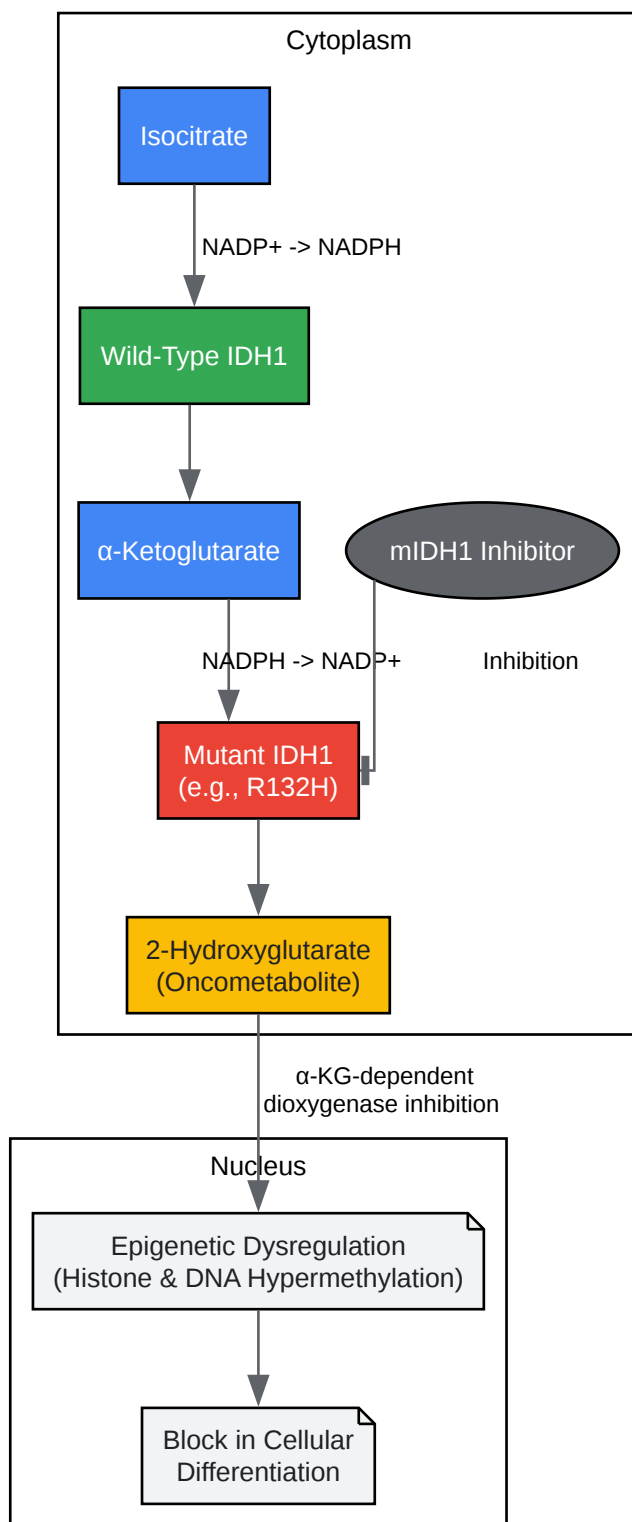 Cytoplasm
Isocitrate
NADP+ -> NADPH
Wild-Type IDH1
α-Ketoglutarate
mIDH1 Inhibitor
NADPH -> NADP+
Inhibition
Mutant IDH1
(e.g., R132H)
2-Hydroxyglutarate
(Oncometabolite)
α-KG-dependent
dioxygenase inhibition
Nucleus
Epigenetic Dysregulation
(Histone & DNA Hypermethylation)
Block in Cellular
Differentiation